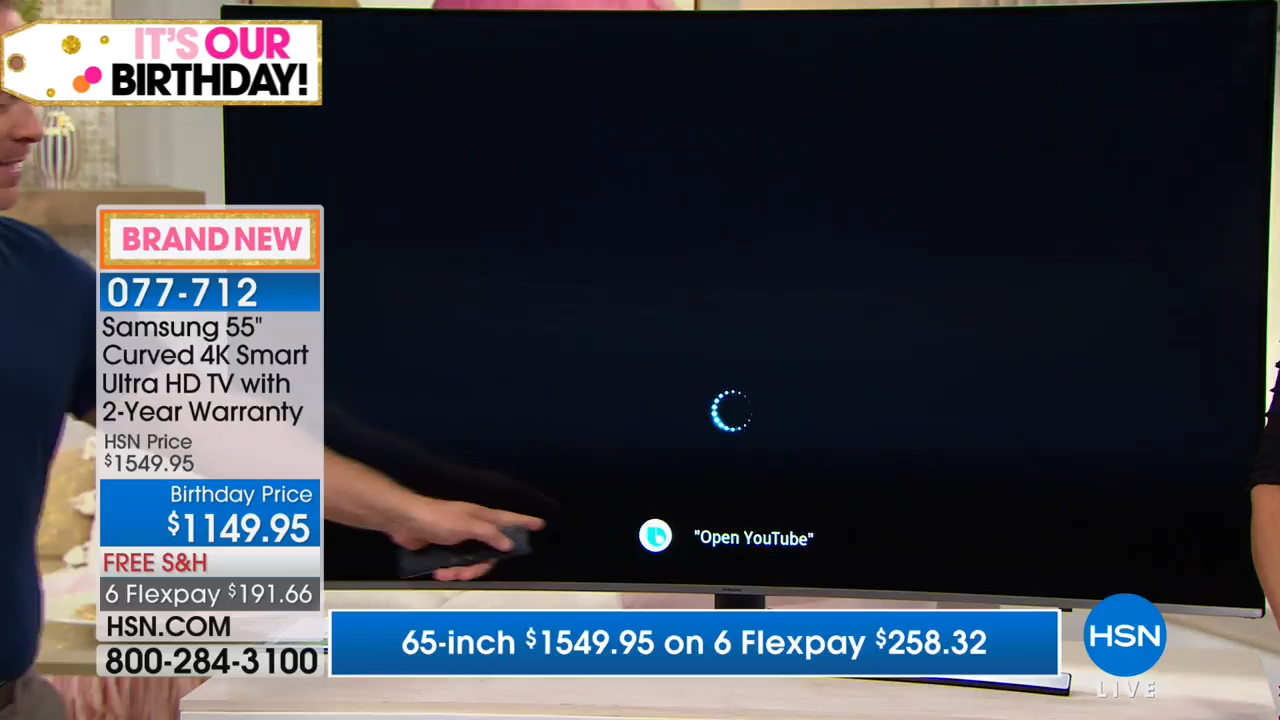 IT'S OUR
BIRTHDAY!
BRAND NEW
077-712
Samsung 55"
Curved 4K Smart
Ultra HD TV with
2-Year Warranty
HSN Price
$1549.95
Birthday Price
$1149.95
FREE S&H
6 Flexpay $191.66
HSN.COM
800-284-3100
"Open YouTube"
65-inch $1549.95 on 6 Flexpay $258.32
HSN
LIVE